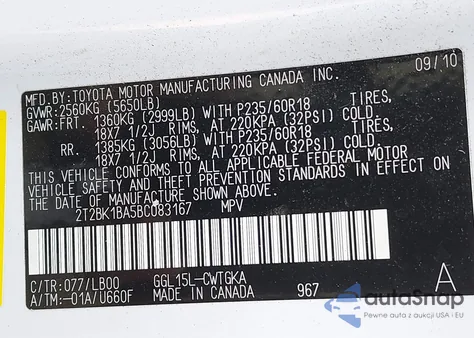 MFD.BY:TOYOTA MOTOR MANUFACTURING CANADA INC. 09/10
GVWR: 2560KG (5650LB)
GAWR:FRT. 1360KG (2999LB)WITH P235/60R18 TIRES,
18X7 1/2J RIMS, AT 220KPA (32PSI) COLD.
RR. 1385KG (3056LB)WITH P235/60R18 TIRES,
18X7 1/2J RIMS, AT 220KPA (32PSI) COLD.
THIS VEHICLE CONFORMS TO ALL APPLICABLE FEDERAL MOTOR
VEHICLE SAFETY AND THEFT PREVENTION STANDARDS IN EFFECT ON
THE DATE OF MANUFACTURE SHOWN ABOVE.
2T2BK1BA5BC083167 MPV
C/TR:077/LB00 GGL15L-CWTGKA A
A/TM:-01A/U660F MADE IN CANADA 967
autoSnap
Pewne auta z aukcji USA i EU